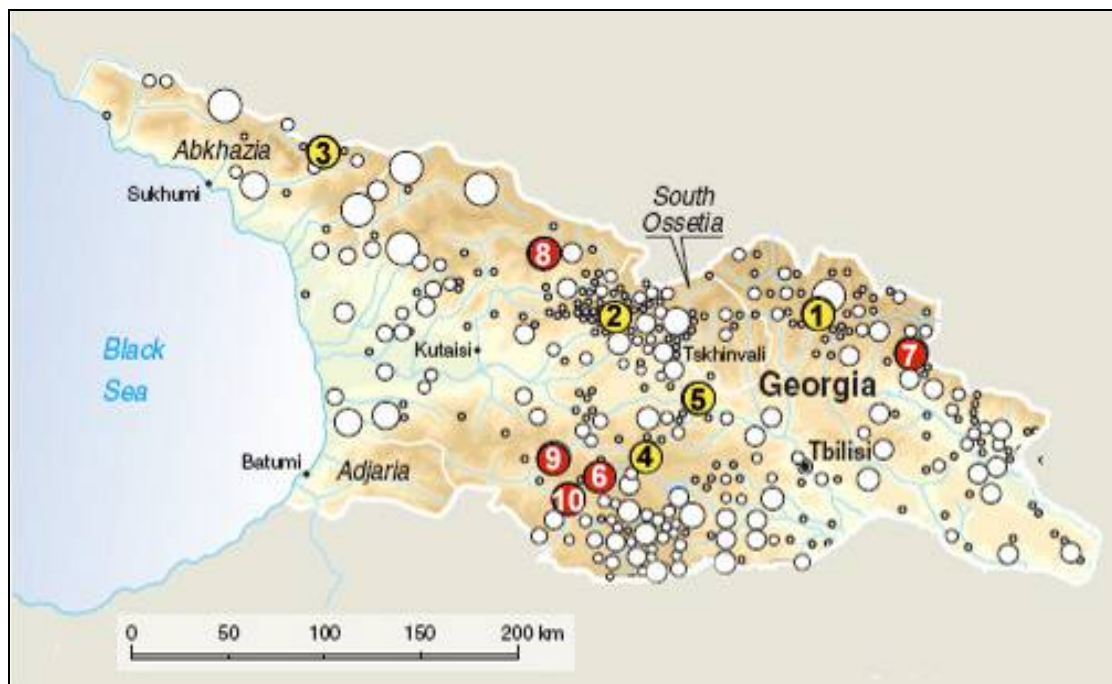 3
Abkhazia
Sukhumi
South
Ossetia
8
1
2
Black
Sea
Kutaisi
Tskhinvali
7
Georgia
5
Tbilisi
9
4
Batumi
Adjaria
6
10
0 50 100 150 200 km